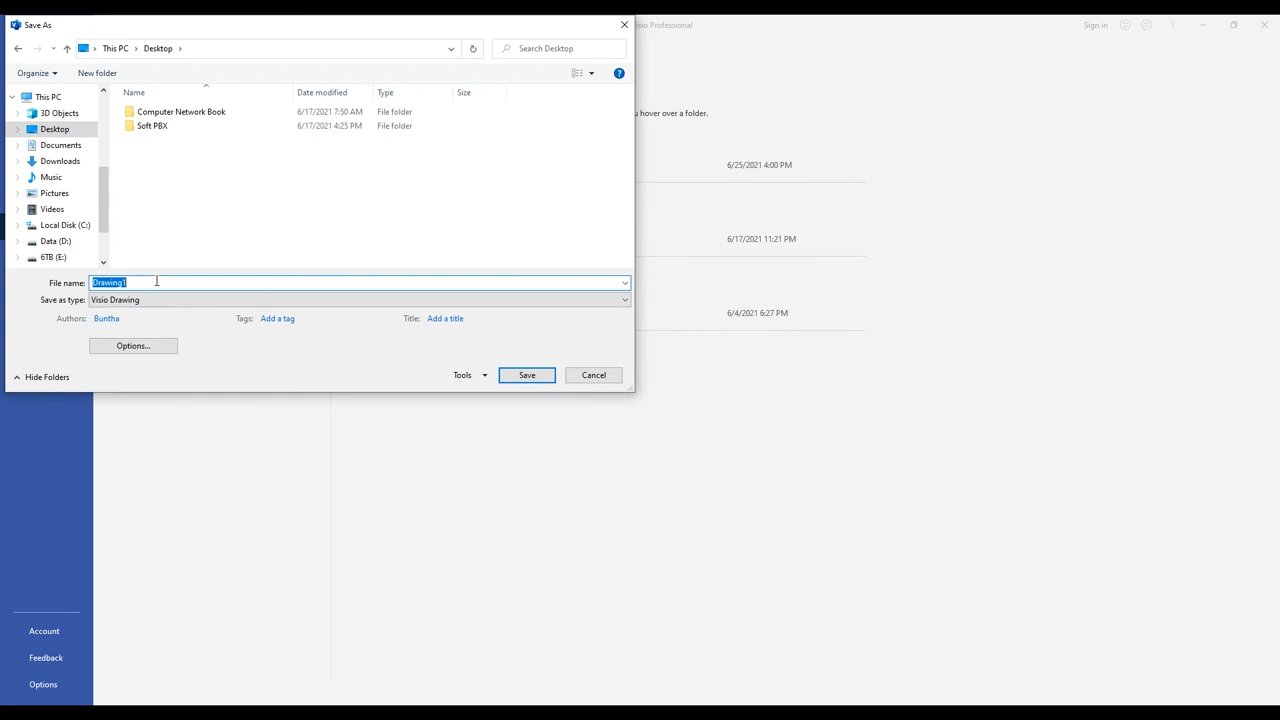 Save As
isio Professional
Sign in
This PC
Desktop
Search Desktop
Organize
New folder
Name
Date modified
Type
Size
This PC
3D Objects
Desktop
Documents
Downloads
Music
Pictures
Videos
Local Disk (C:)
Data (D:)
6TB (E:)
Computer Network Book 6/17/2021 7:50 AM File folder
Soft PBX 6/17/2021 4:25 PM File folder
u hover over a folder.
6/25/2021 4:00 PM
6/17/2021 11:21 PM
6/4/2021 6:27 PM
File name: Drawing1
Save as type: Visio Drawing
Authors: Buntha
Tags: Add a tag
Title: Add a title
Options...
Hide Folders
Tools
Save
Cancel
Account
Feedback
Options